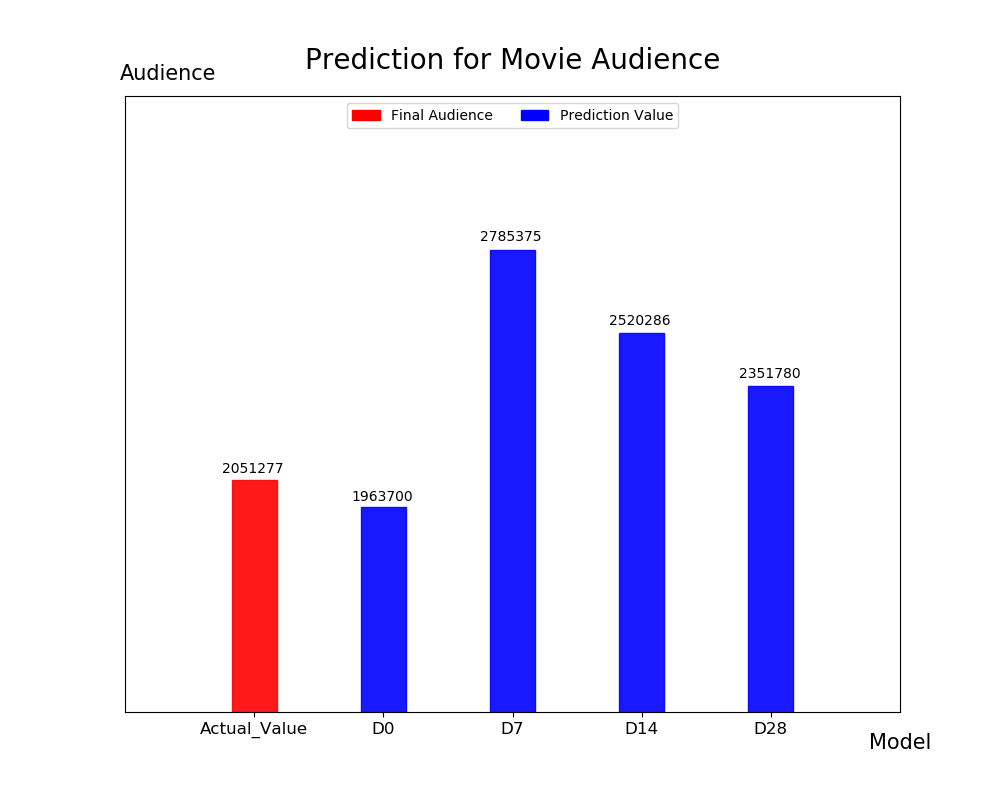 Prediction for Movie Audience
Audience
Final Audience Prediction Value
2785375
2520286
2351780
2051277
1963700
Actual_Value D0 D7 D14 D28
Model